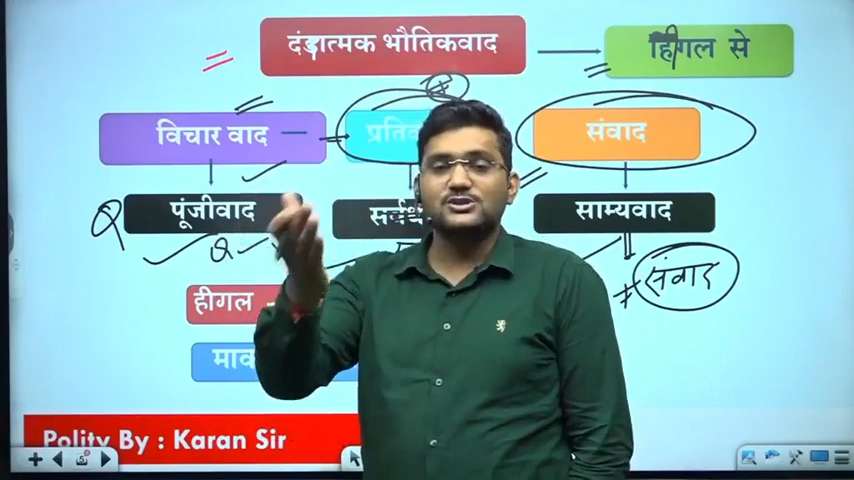 दंडात्मक भौतिकवाद
हीगल से
विचार वाद
संवाद
पूंजीवाद
साम्यवाद
संवाद
हीगल
Polity By : Karan Sir